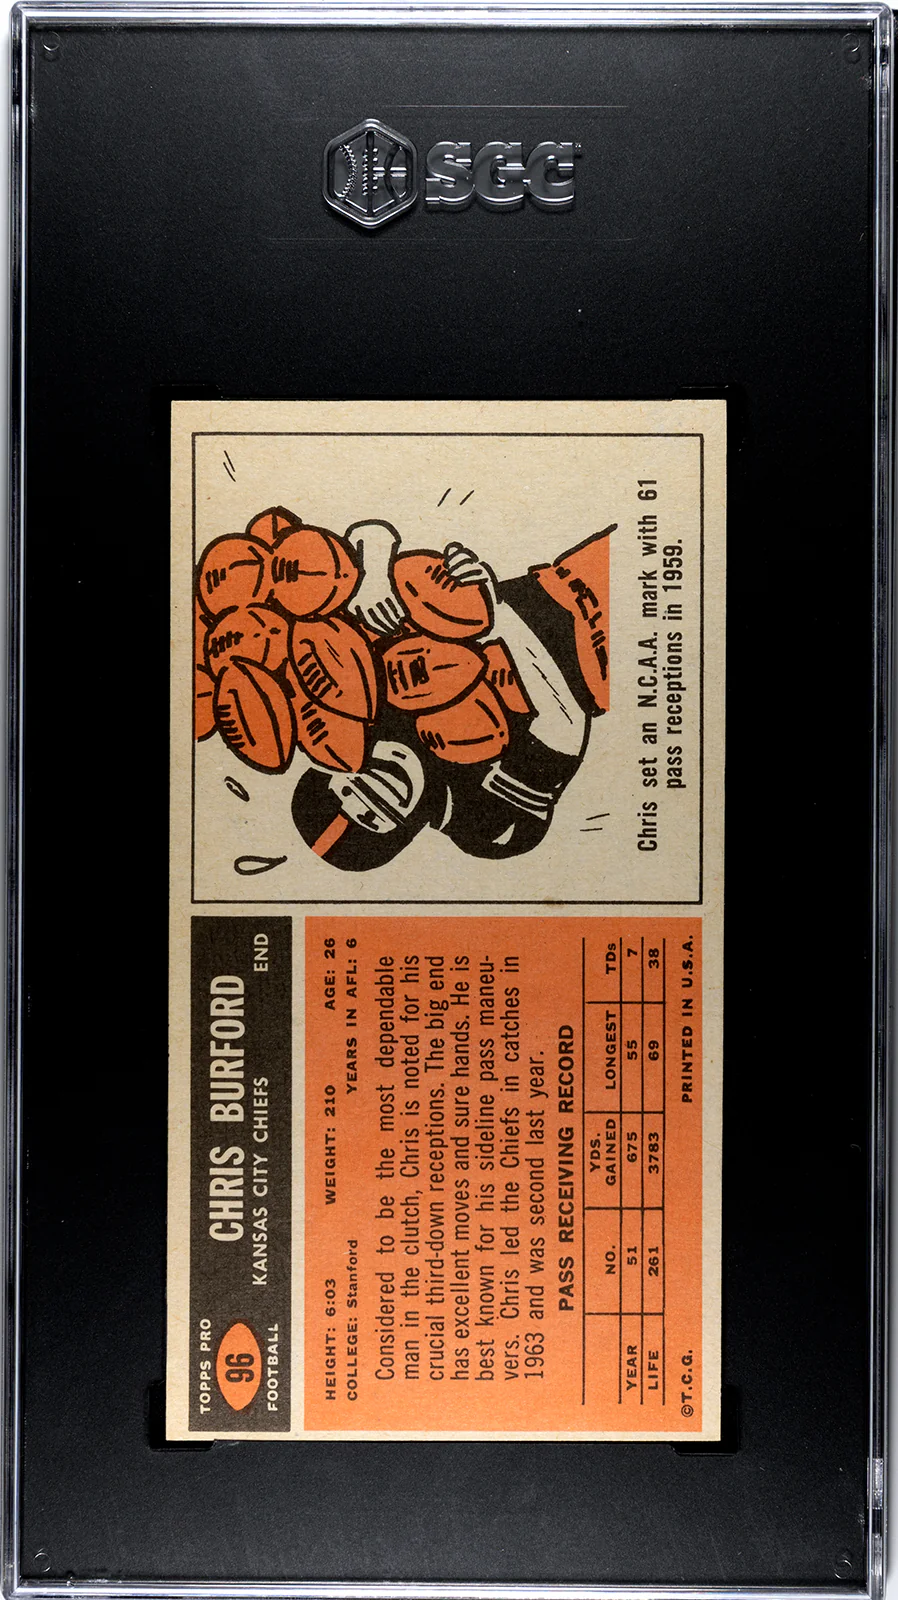 SGC
TOPPS PRO
96
FOOTBALL
CHRIS BURFORD
KANSAS CITY CHIEFS END
HEIGHT: 6:03 WEIGHT: 210 AGE: 26
COLLEGE: Stanford YEARS IN AFL: 6
Considered to be the most dependable
man in the clutch, Chris is noted for his
crucial third-down receptions. The big end
has excellent moves and sure hands. He is
best known for his sideline pass maneu-
vers. Chris led the Chiefs in catches in
1963 and was second last year.
PASS RECEIVING RECORD
NO. YDS. GAINED LONGEST TDs
YEAR 51 675 55 7
LIFE 261 3783 69 38
©T.C.G. PRINTED IN U.S.A.
Chris set an N.C.A.A. mark with 61
pass receptions in 1959.